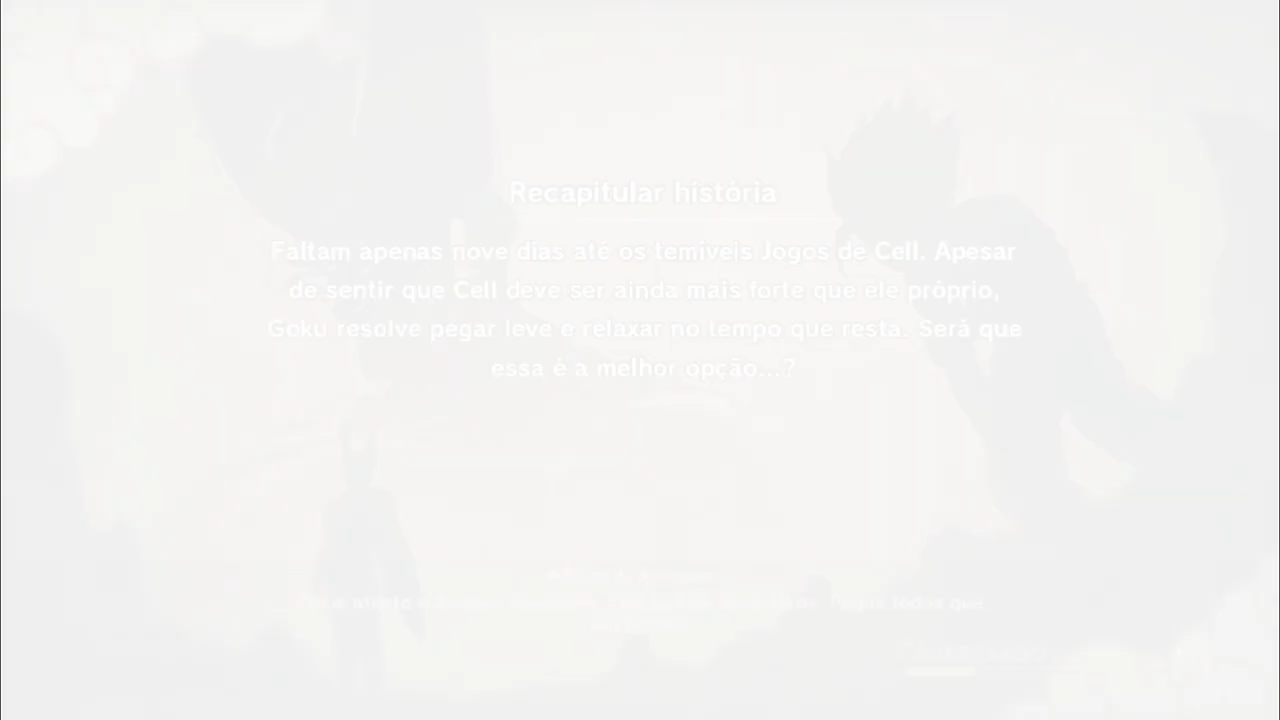 Recapitular história
Faltam apenas nove dias até os temíveis Jogos de Cell. Apesar
de sentir que Cell deve ser ainda mais forte que ele próprio,
Goku resolve pegar leve e relaxar no tempo que resta. Será que
essa é a melhor opção...?
todos que